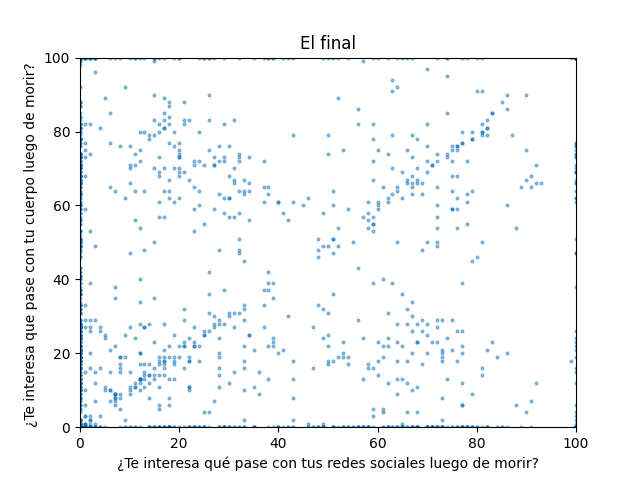 El final
¿Te interesa que pase con tu cuerpo luego de morir?
100
80
60
40
20
0
0 20 40 60 80 100
¿Te interesa qué pase con tus redes sociales luego de morir?